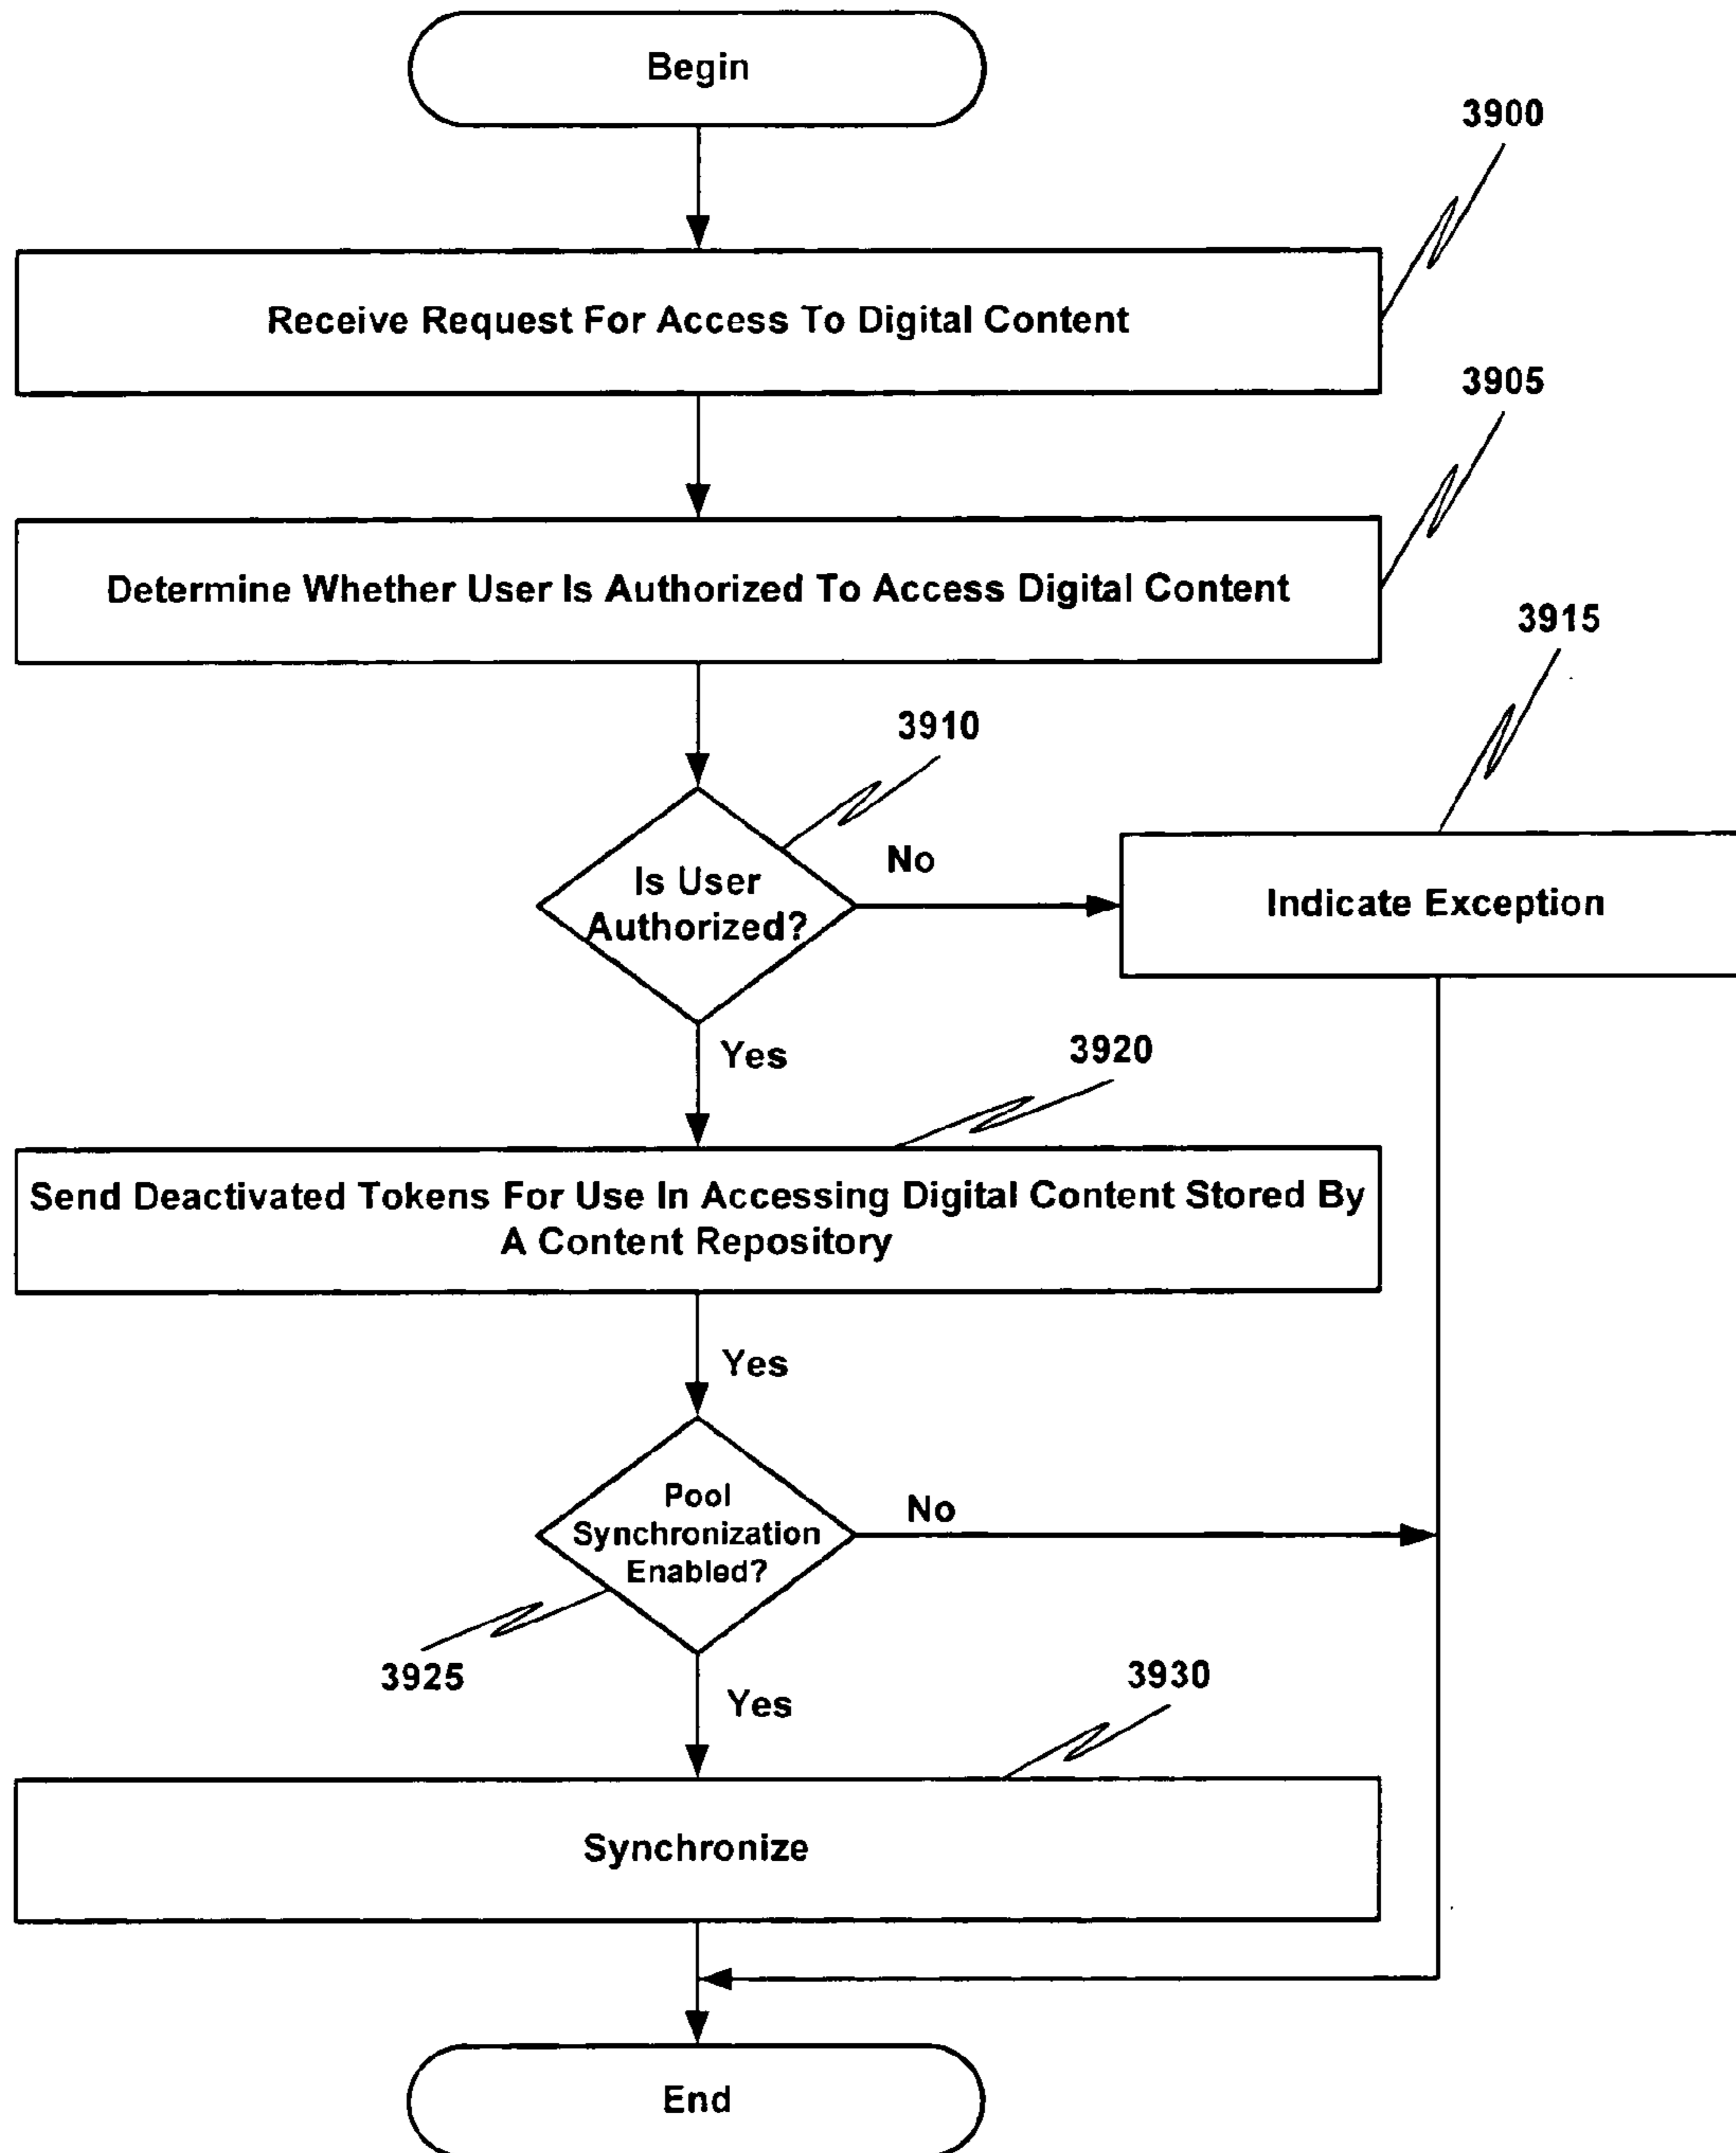 Begin
3900
Receive Request For Access To Digital Content
3905
Determine Whether User Is Authorized To Access Digital Content
3915
3910
No
Is User
Authorized?
Indicate Exception
Yes
3920
Send Deactivated Tokens For Use In Accessing Digital Content Stored By
A Content Repository
Yes
Pool
Synchronization
Enabled?
No
3925
3930
Yes
Synchronize
End